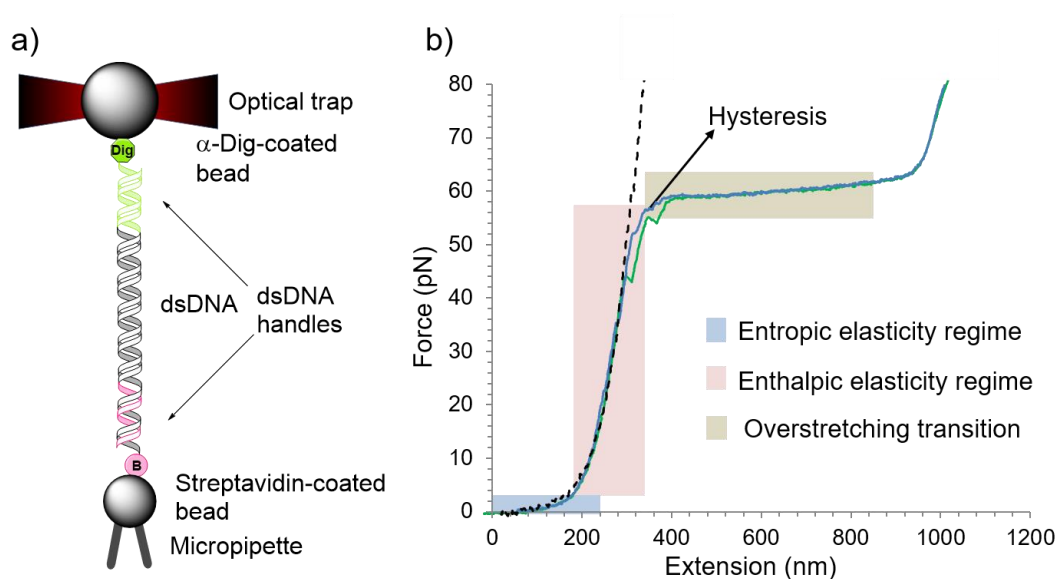 a)
Optical trap
Dig
α-Dig-coated
bead
dsDNA
dsDNA
handles
B
Streptavidin-coated
bead
Micropipette
b)
80
70
60
50
40
30
20
10
0
Force (pN)
Hysteresis
Entropic elasticity regime
Enthalpic elasticity regime
Overstretching transition
0 200 400 600 800 1000 1200
Extension (nm)